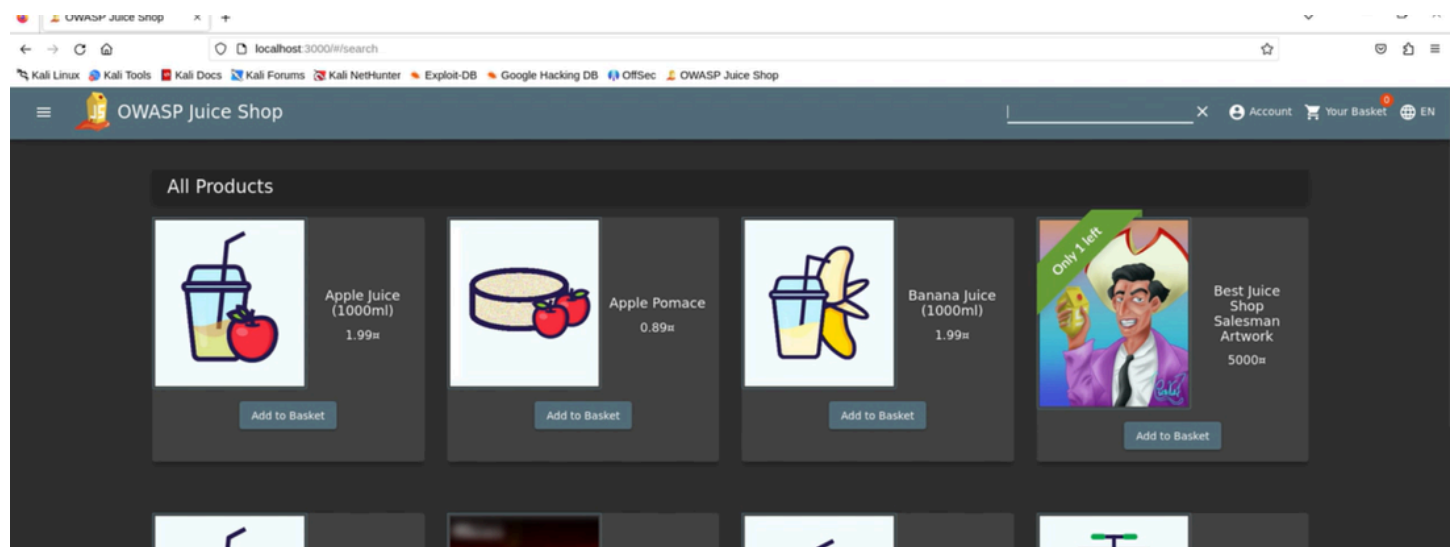 OWASP Juice Shop
localhost:3000/#/search
Kali Linux Kali Tools Kali Docs Kali Forums Kali NetHunter Exploit-DB Google Hacking DB OffSec OWASP Juice Shop
JS OWASP Juice Shop Account Your Basket 0 EN
All Products
Apple Juice
(1000ml)
1.99¤
Add to Basket
Apple Pomace
0.89¤
Add to Basket
Banana Juice
(1000ml)
1.99¤
Add to Basket
Only 1 left
Best Juice
Shop
Salesman
Artwork
5000¤
Add to Basket